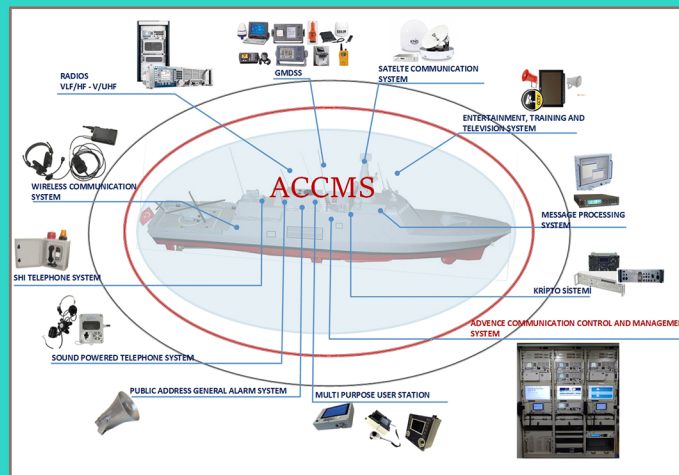 RADIOS
VLF/HF - V/UHF
GMDSS
SATELTE COMMUNICATION
SYSTEM
ENTERTAINMENT, TRAINING AND
TELEVISION SYSTEM
ACCMS
WIRELESS COMMUNICATION
SYSTEM
MESSAGE PROCESSING
SYSTEM
SHI TELEPHONE SYSTEM
KRİPTO SİSTEMİ
ADVENCE COMMUNICATION CONTROL AND MANAGEME
SYSTEM
SOUND POWERED TELEPHONE SYSTEM
PUBLIC ADDRESS GENERAL ALARM SYSTEM
MULTI PURPOSE USER STATION